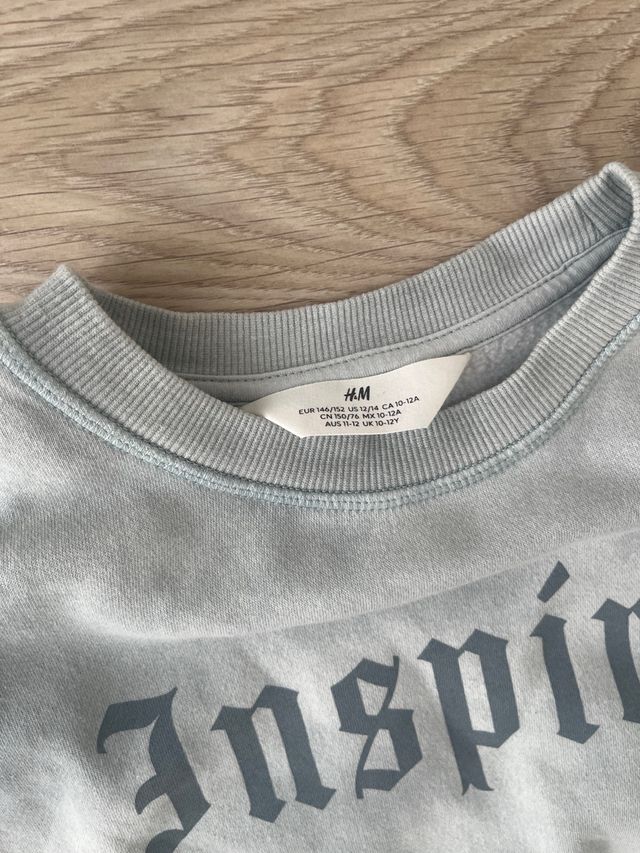 H&M
EUR 146/152 US 12/14 CA 10-12A
CN 150/76 MX 10-12A
AUS 11-12 UK 10-12Y